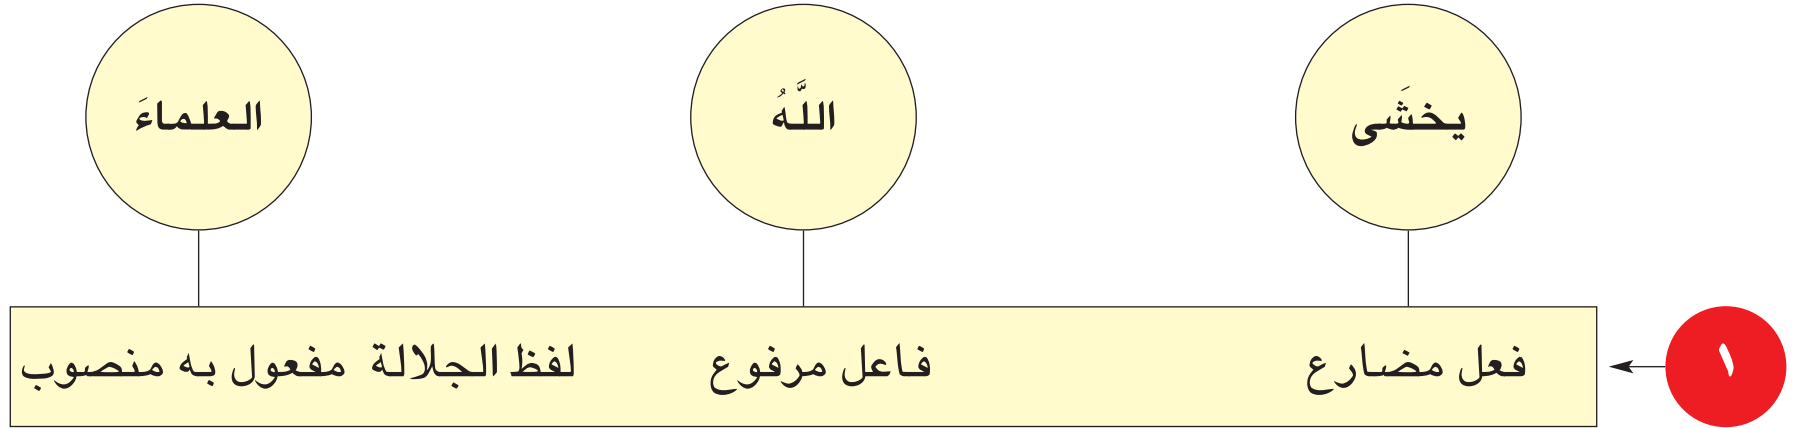 يخشَى
اللَّهُ
العلماءَ
١
فعل مضارع
فاعل مرفوع
لفظ الجلالة مفعول به منصوب